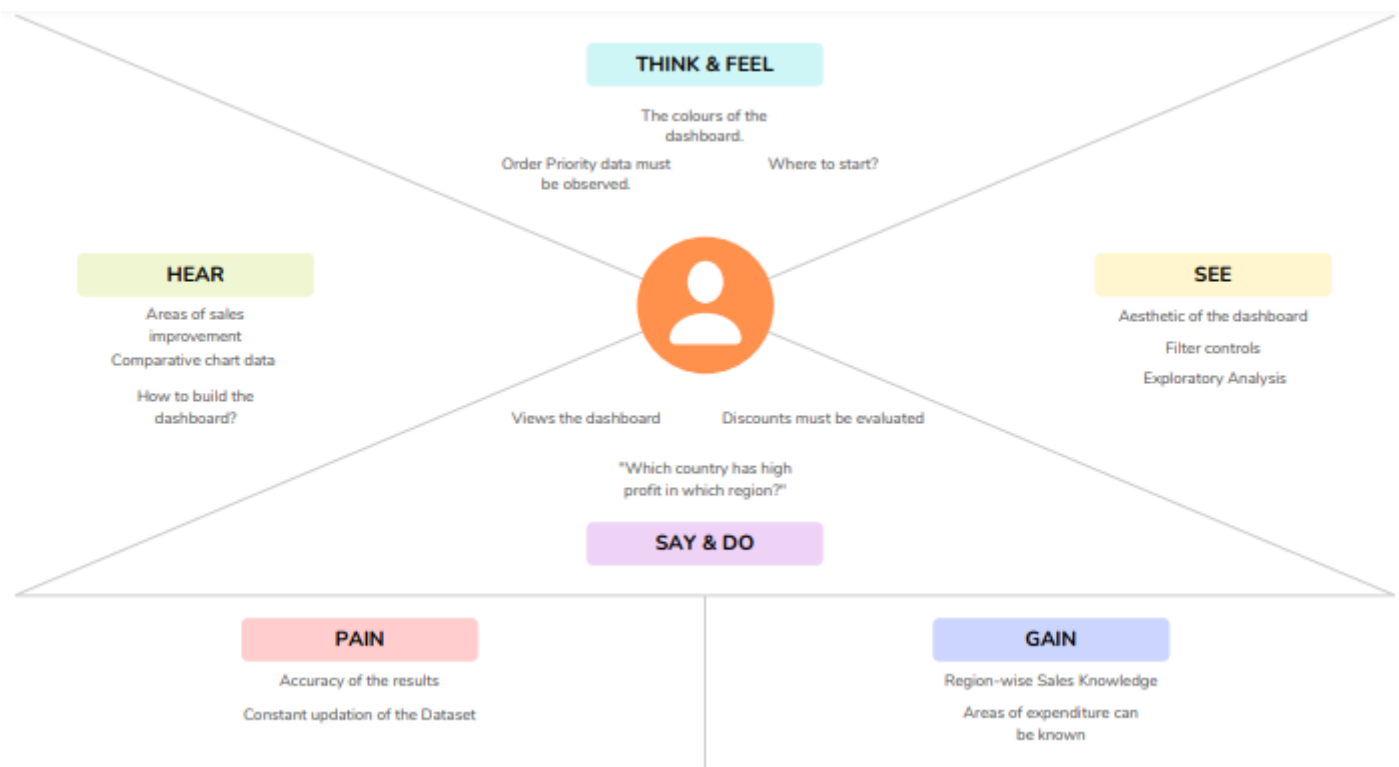 THINK & FEEL
The colours of the
dashboard.
Order Priority data must
be observed.
Where to start?
HEAR
Areas of sales
improvement
Comparative chart data
How to build the
dashboard?
SEE
Aesthetic of the dashboard
Filter controls
Exploratory Analysis
Views the dashboard
Discounts must be evaluated
"Which country has high
profit in which region?"
SAY & DO
PAIN
Accuracy of the results
Constant updation of the Dataset
GAIN
Region-wise Sales Knowledge
Areas of expenditure can
be known